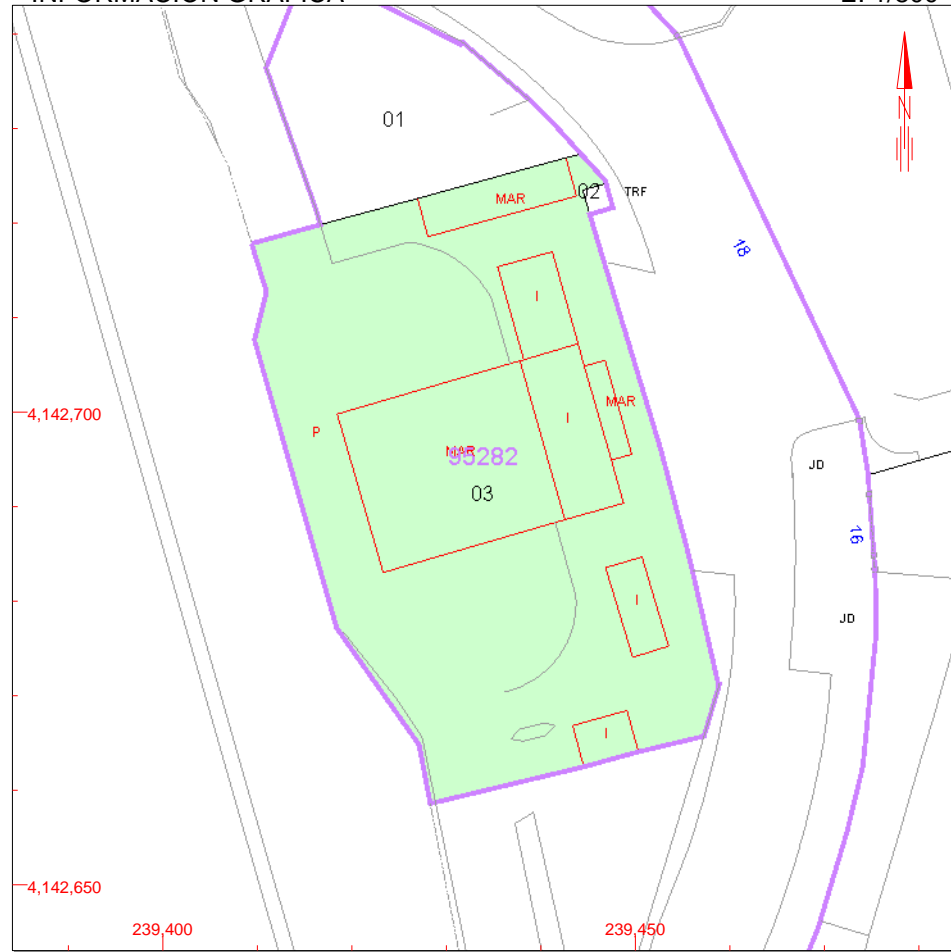 01
N
MAR
02
TRF
18
I
4,142,700
MAR
I
P
MAR
95282
JD
03
16
I
JD
I
4,142,650
239,400
239,450